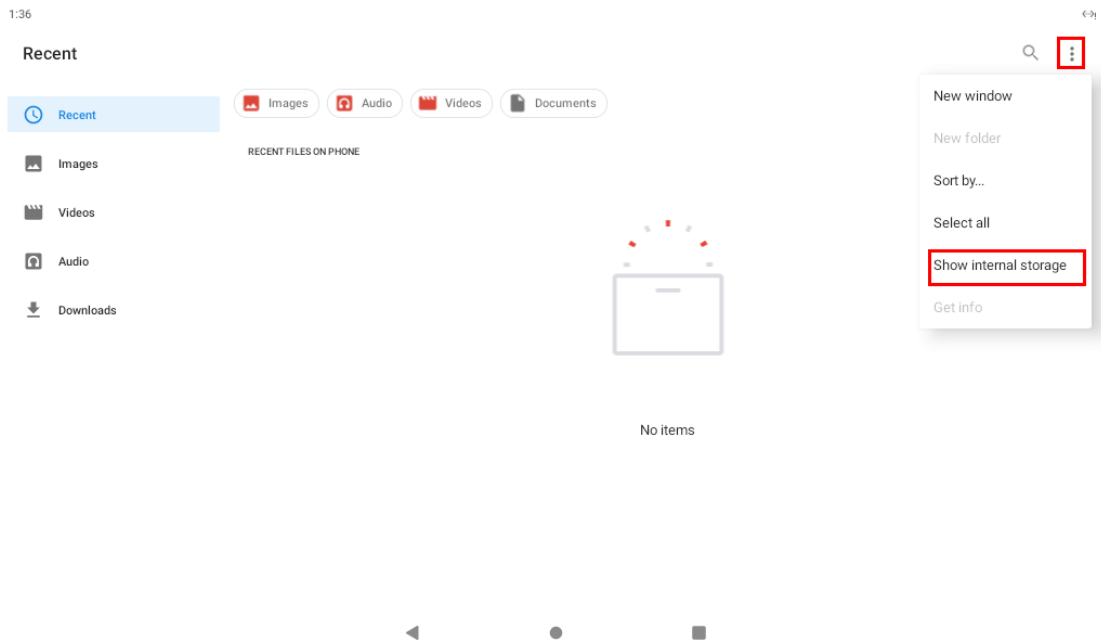 1:36
Recent
Recent
Images
Videos
Audio
Downloads
Images Audio Videos Documents
RECENT FILES ON PHONE
No items
New window
New folder
Sort by...
Select all
Show internal storage
Get info